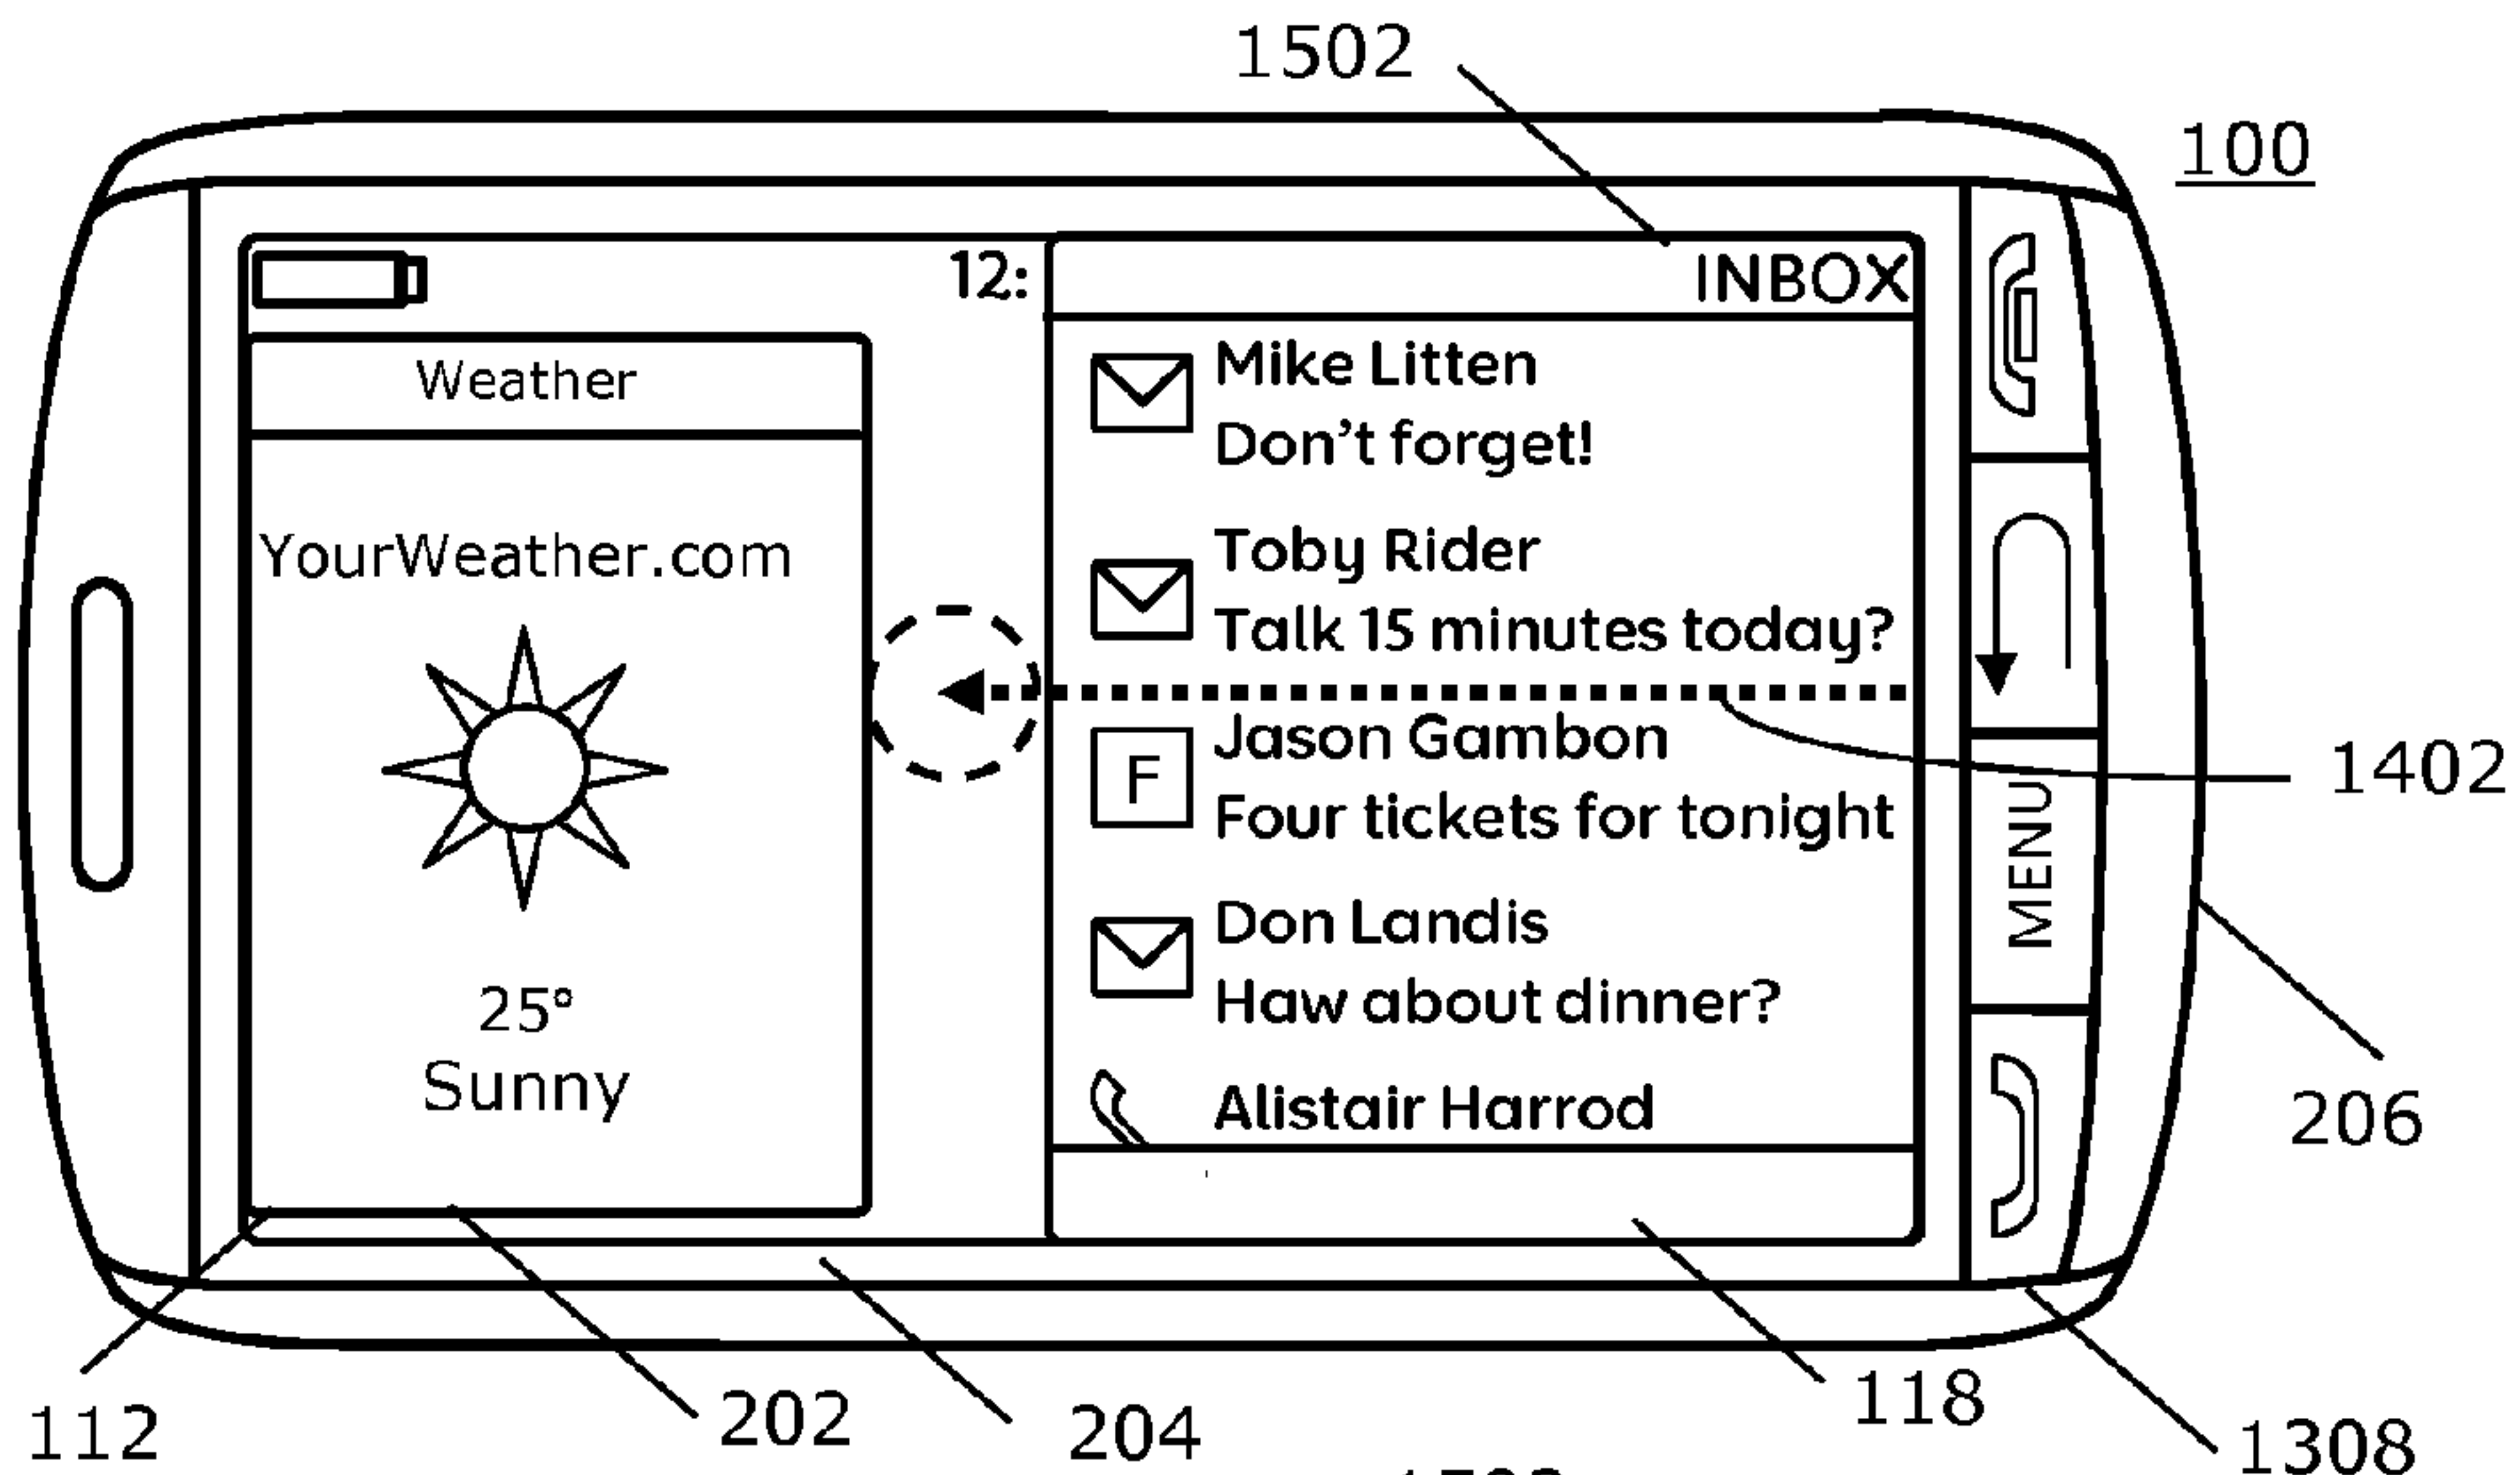 1502
100
12:
INBOX
Weather
Mike Litten
Don't forget!
YourWeather.com
Toby Rider
Talk 15 minutes today?
Jason Gambon
F
Four tickets for tonight
1402
MENU
Don Landis
Haw about dinner?
25°
Sunny
Alistair Harrod
206
112
202
204
118
1308